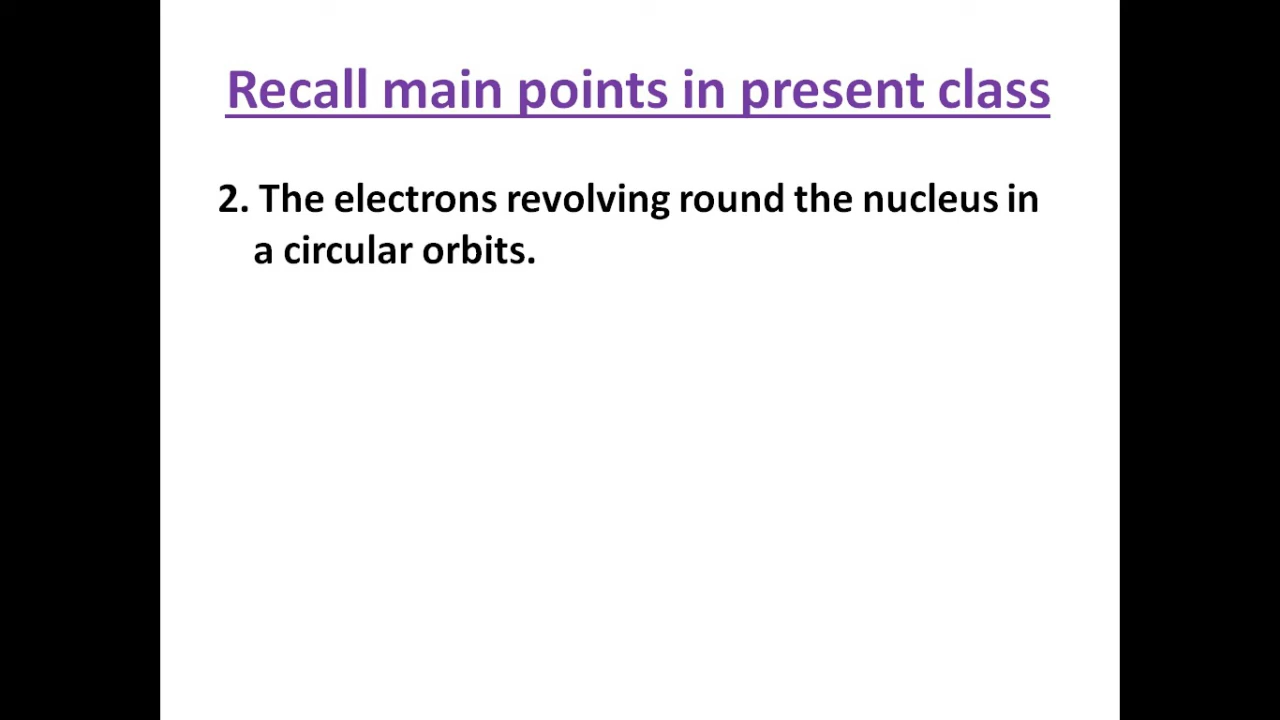 Recall main points in present class
2. The electrons revolving round the nucleus in
a circular orbits.